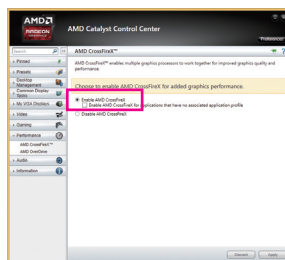 AMD
RADEON
GRAPHICS
AMD Catalyst Control Center
Preferences
Search
AMD CrossFireX™
Pinned
Presets
Desktop
Management
Common Display
Tasks
My VGA Displays
Video
Gaming
Performance
AMD CrossFireX™
AMD OverDrive
Audio
Information
AMD CrossFireX™ enables multiple graphics processors to work together for improved graphics quality and
performance.
Choose to enable AMD CrossFireX for added graphics performance.
Enable AMD CrossFireX
Enable AMD CrossFireX for applications that have no associated application profile
Disable AMD CrossFireX
Discard
Apply